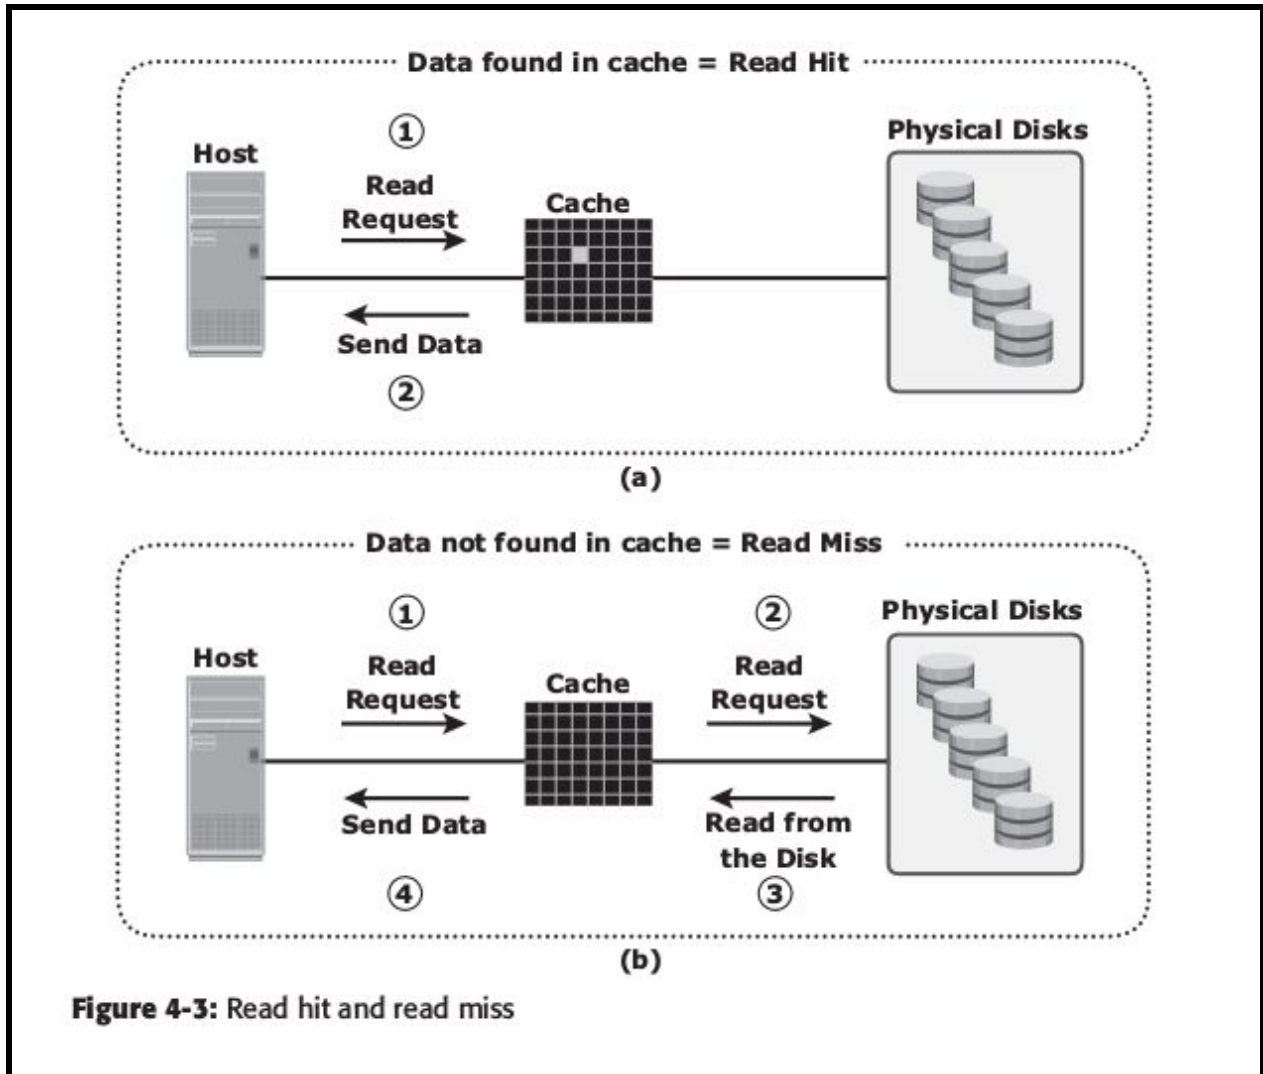 Data found in cache = Read Hit
①
Physical Disks
Host
Read
Request
Cache
Send Data
②
(a)
Data not found in cache = Read Miss
①
②
Physical Disks
Host
Read
Request
Cache
Read
Request
Send Data
Read from
the Disk
④
③
(b)
Figure 4-3: Read hit and read miss